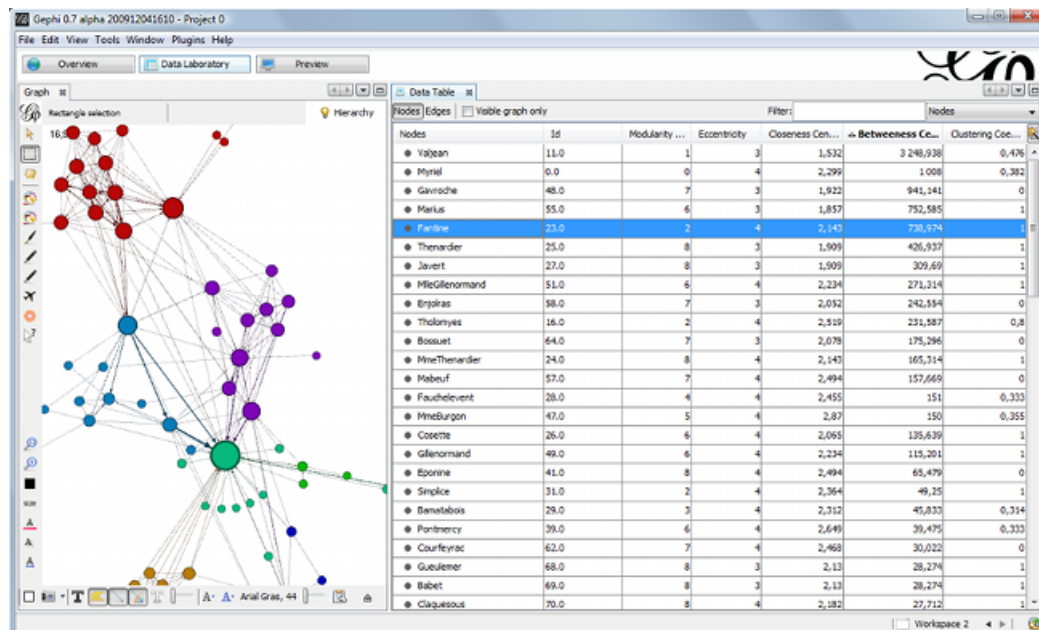 Gephi 0.7 alpha 200912041610 - Project 0
File Edit View Tools Window Plugins Help
Overview Data Laboratory Preview
Graph Data Table
Rectangle selection Hierarchy Nodes Edges Visible graph only Filter: Nodes
Nodes Id Modularity ... Eccentricity Closeness Cen... Betweeness Ce... Clustering Coe...
Valjean 11.0 1 3 1,532 3 248,938 0,476
Myriel 0.0 0 4 2,299 1 008 0,382
Gavroche 48.0 7 3 1,922 941,141 0
Marius 55.0 6 3 1,857 752,585 1
Fantine 23.0 2 4 2,143 738,974 1
Thenardier 25.0 8 3 1,909 426,937 1
Javert 27.0 8 3 1,909 309,69 1
MlleGillenormand 51.0 6 4 2,234 271,314 1
Enjolras 58.0 7 3 2,052 242,554 0
Tholomyes 16.0 2 4 2,519 231,587 0,8
Bossuet 64.0 7 3 2,078 175,296 0
MmeThenardier 24.0 8 4 2,143 165,314 1
Mabeuf 57.0 7 4 2,494 157,669 0
Fauchelevent 28.0 4 4 2,455 151 0,333
MmeBurgon 47.0 5 4 2,87 150 0,355
Cosette 26.0 6 4 2,065 135,639 1
Gillenormand 49.0 6 4 2,234 115,201 1
Eponine 41.0 8 4 2,494 65,479 0
Simplice 31.0 2 4 2,364 49,25 1
Bamatabois 29.0 3 4 2,312 45,833 0,314
Pontmercy 39.0 6 4 2,649 39,475 0,333
Courfeyrac 62.0 7 4 2,468 30,022 0
Gueulemer 68.0 8 3 2,13 28,274 1
Babet 69.0 8 3 2,13 28,274 1
Claquesous 70.0 8 4 2,182 27,712 1
Arial Gras, 44
Workspace 2